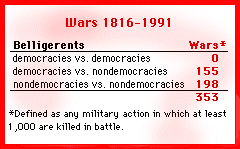 Wars 1816-1991
Belligerents Wars*
democracies vs. democracies 0
democracies vs. nondemocracies 155
nondemocracies vs. nondemocracies 198
353
*Defined as any military action in which at least
1,000 are killed in battle.